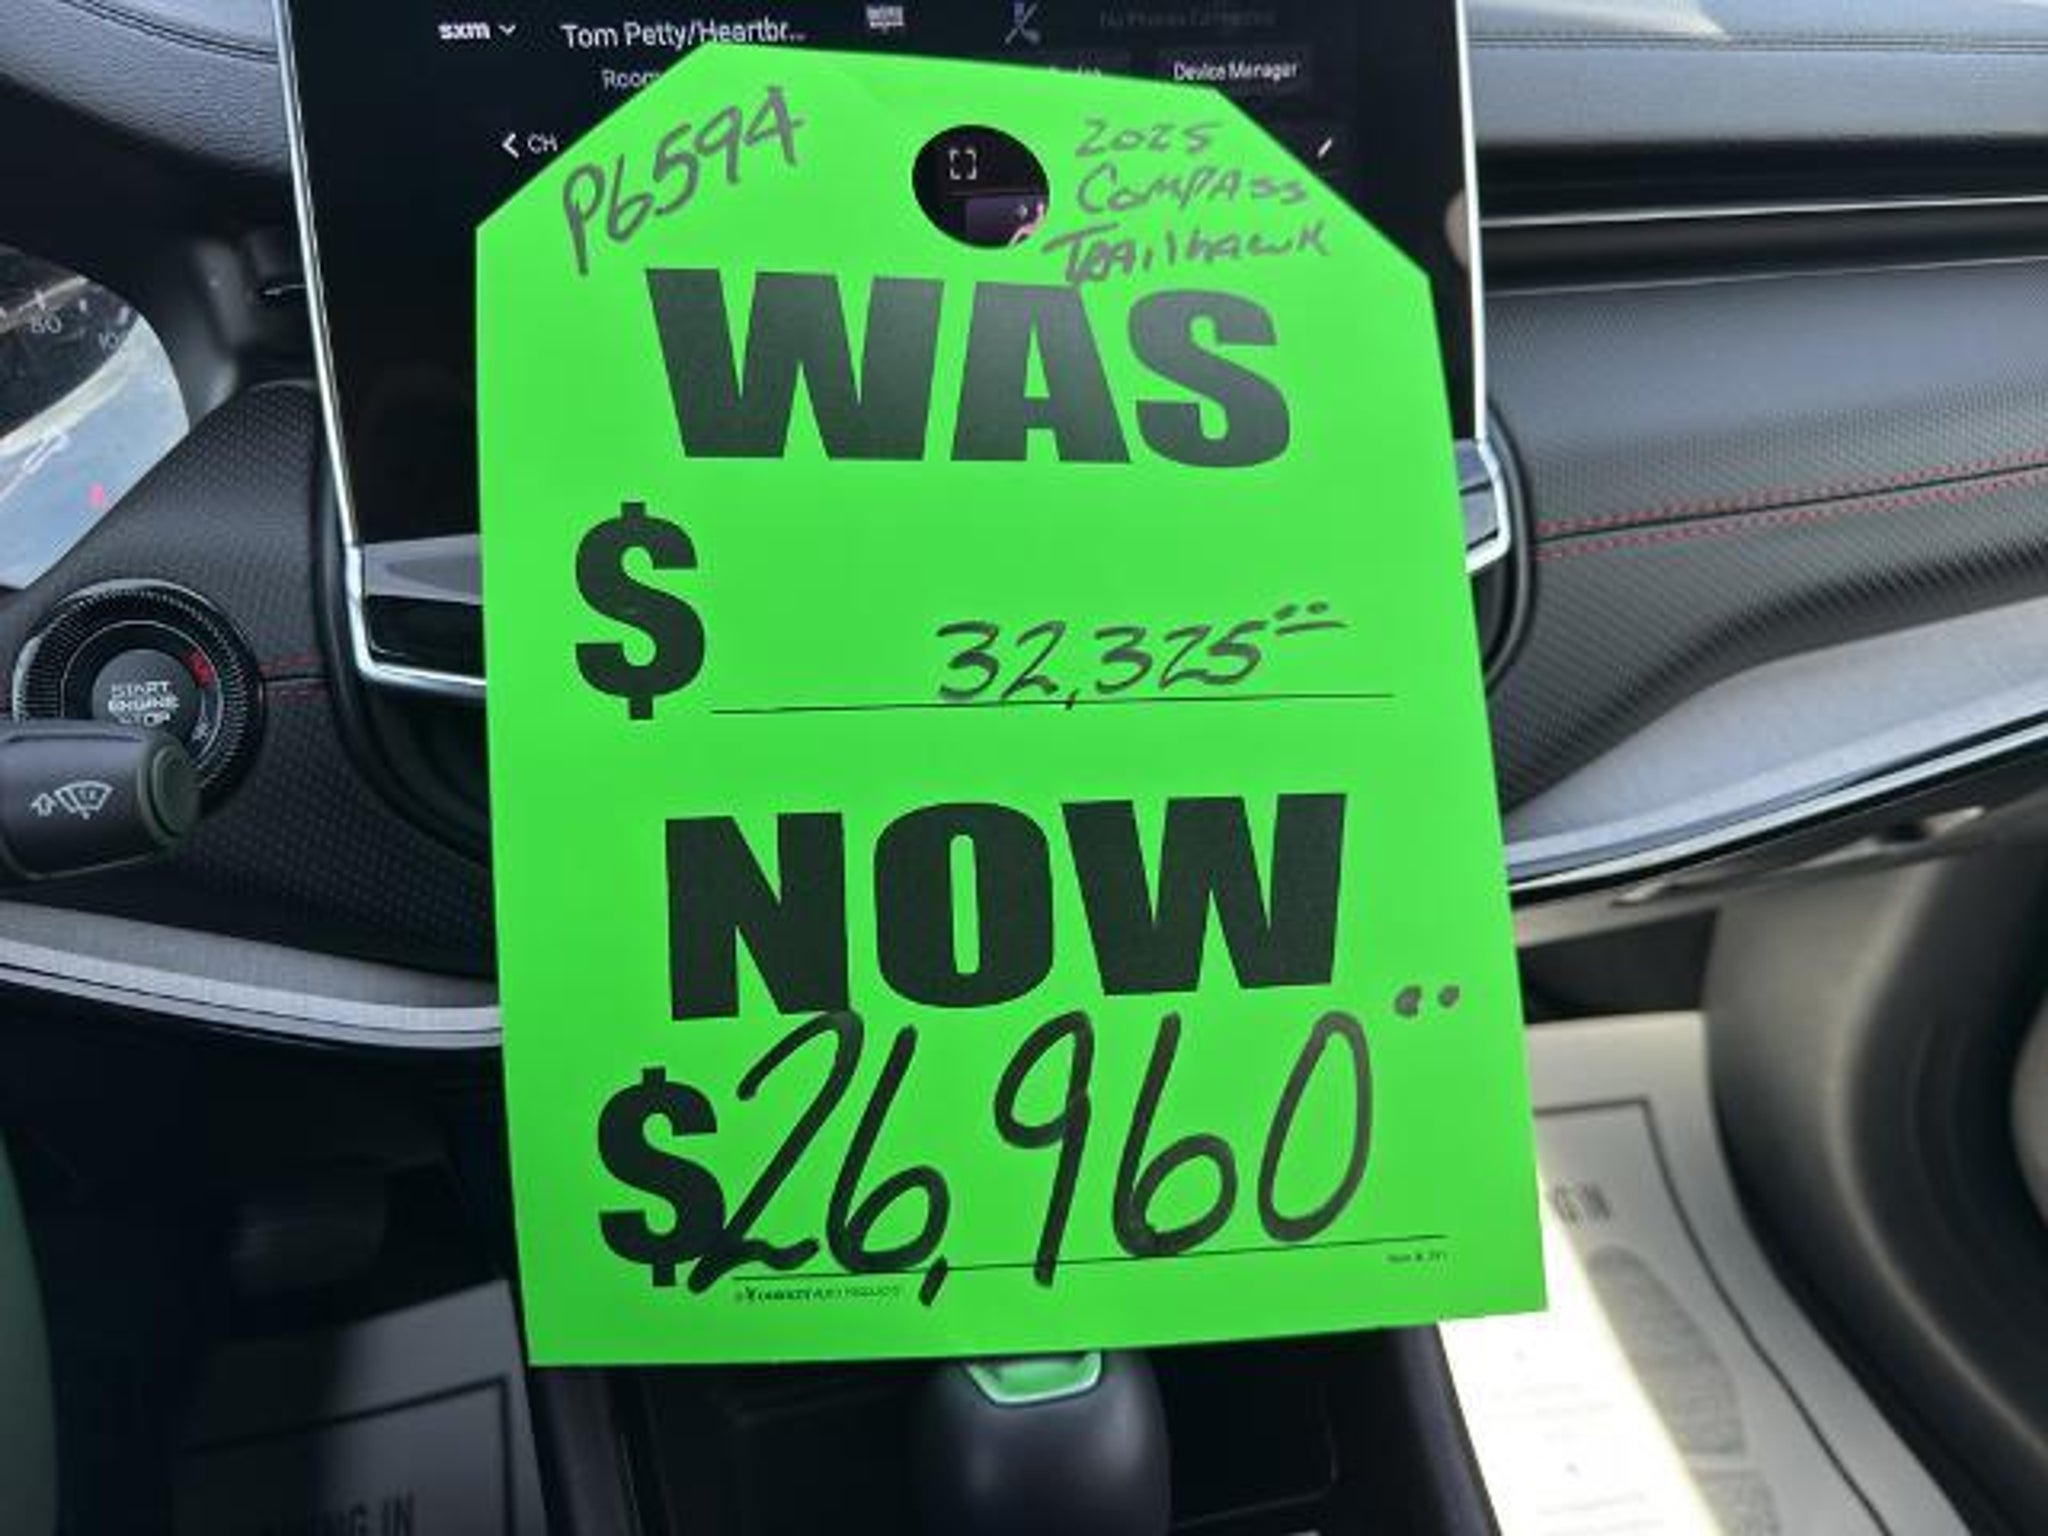 sxm
Tom Petty/Heartbr...
Device Manager
CH
P6594
2025
Compass
Trailhawk
WAS
$ 32,325
NOW
$ 26,960
START
ENGINE
STOP
80